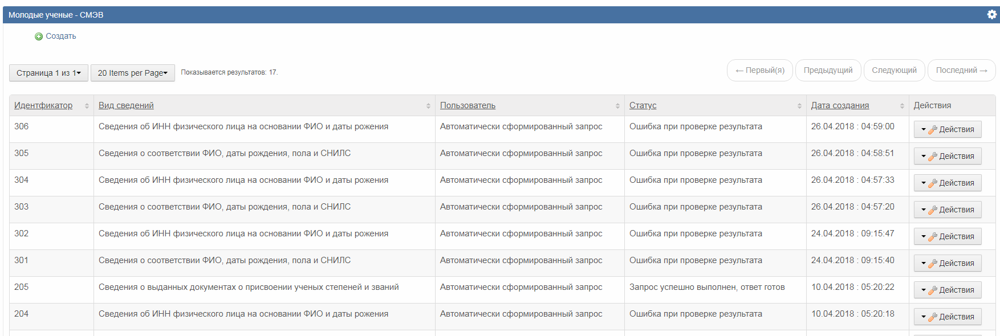 Молодые ученые - СМЭВ
Создать
Страница 1 из 1 20 Items per Page Показывается результатов: 17. ← Первый(я) Предыдущий Следующий Последний →
Идентфикатор Вид сведений Пользователь Статус Дата создания Действия
306 Сведения об ИНН физического лица на основании ФИО и даты рожения Автоматически сформированный запрос Ошибка при проверке результата 26.04.2018 : 04:59:00 Действия
305 Сведения о соответствии ФИО, даты рождения, пола и СНИЛС Автоматически сформированный запрос Ошибка при проверке результата 26.04.2018 : 04:58:51 Действия
304 Сведения об ИНН физического лица на основании ФИО и даты рожения Автоматически сформированный запрос Ошибка при проверке результата 26.04.2018 : 04:57:33 Действия
303 Сведения о соответствии ФИО, даты рождения, пола и СНИЛС Автоматически сформированный запрос Ошибка при проверке результата 26.04.2018 : 04:57:20 Действия
302 Сведения об ИНН физического лица на основании ФИО и даты рожения Автоматически сформированный запрос Ошибка при проверке результата 24.04.2018 : 09:15:47 Действия
301 Сведения о соответствии ФИО, даты рождения, пола и СНИЛС Автоматически сформированный запрос Ошибка при проверке результата 24.04.2018 : 09:15:40 Действия
205 Сведения о выданных документах о присвоении ученых степеней и званий Автоматически сформированный запрос Запрос успешно выполнен, ответ готов 10.04.2018 : 05:20:22 Действия
204 Сведения об ИНН физического лица на основании ФИО и даты рожения Автоматически сформированный запрос Ошибка при проверке результата 10.04.2018 : 05:20:18 Действия